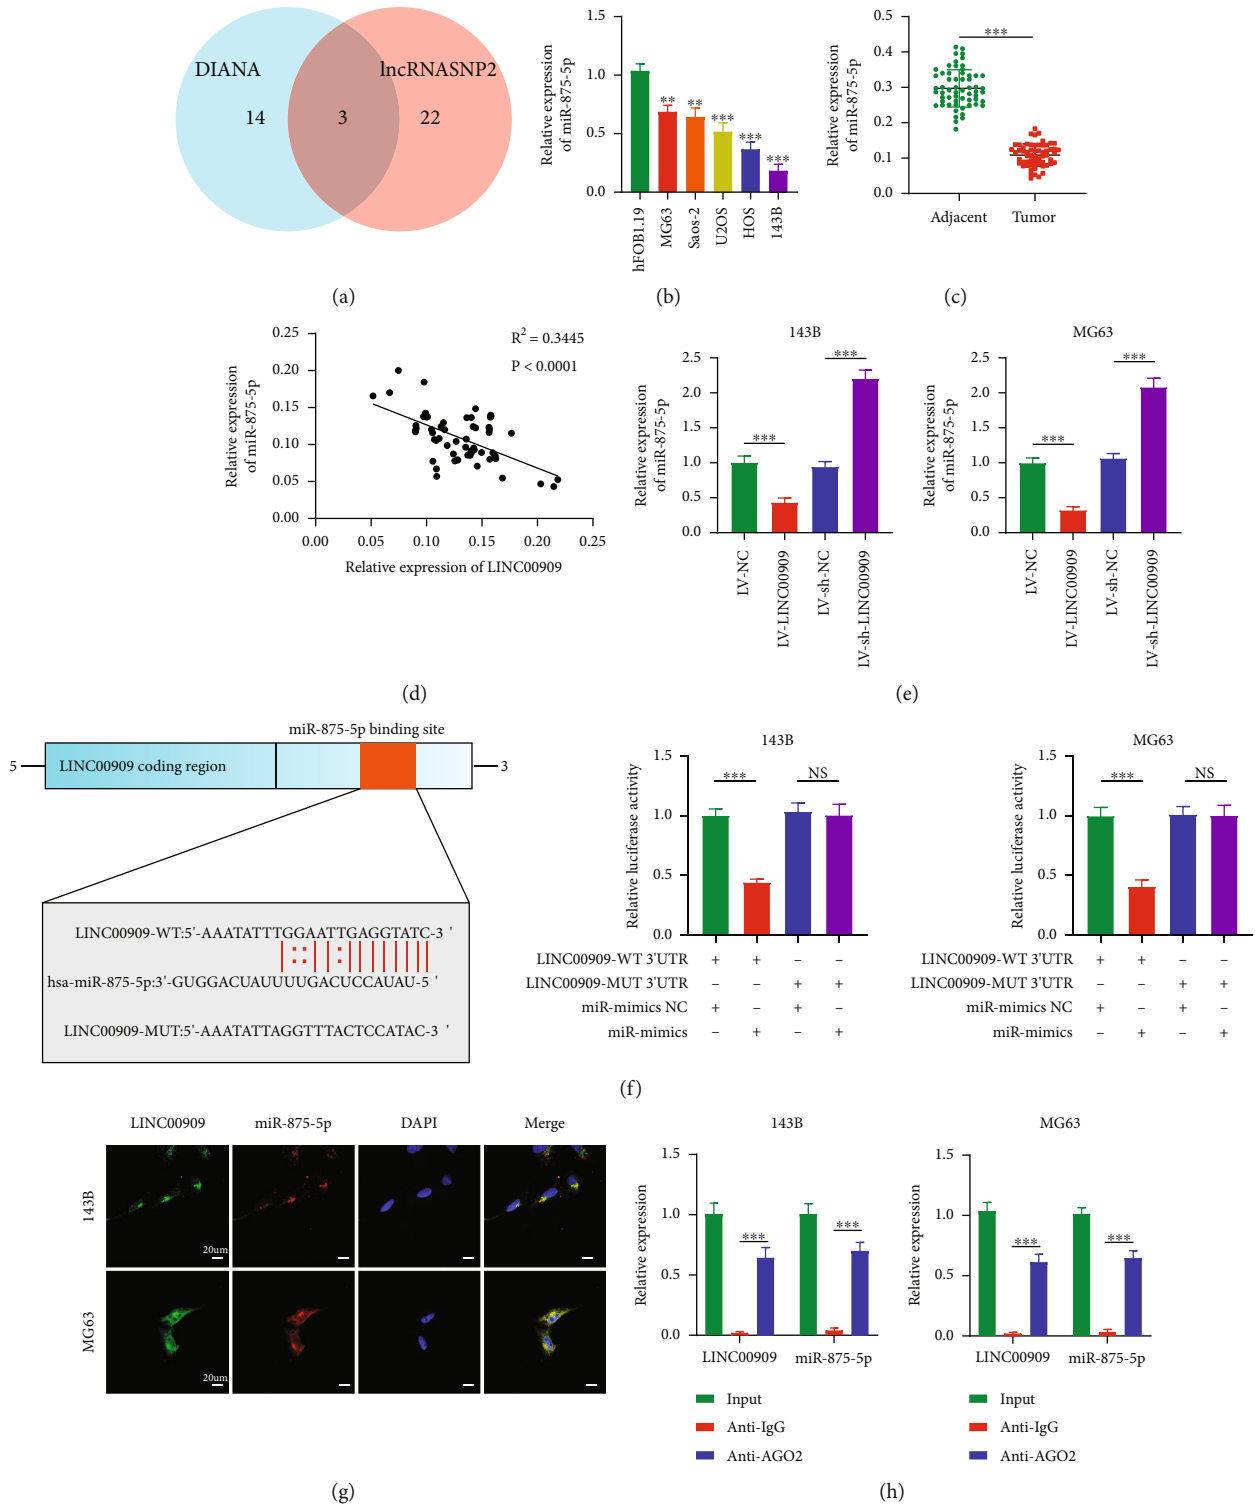 DIANA
lncRNASNP2
14
3
22
(a)
Relative expression
of miR-875-5p
1.5
1.0
0.5
0.0
**
**
***
***
***
hFOB1.19
MG63
Saos-2
U2OS
HOS
143B
(b)
Relative expression
of miR-875-5p
0.5
0.4
0.3
0.2
0.1
0.0
***
Adjacent
Tumor
(c)
Relative expression
of miR-875-5p
0.25
0.20
0.15
0.10
0.05
0.00
R² = 0.3445
P < 0.0001
0.00 0.05 0.10 0.15 0.20 0.25
Relative expression of LINC00909
(d)
143B
Relative expression
of miR-875-5p
2.5
2.0
1.5
1.0
0.5
0.0
***
***
LV-NC
LV-LINC00909
LV-sh-NC
LV-sh-LINC00909
MG63
Relative expression
of miR-875-5p
2.5
2.0
1.5
1.0
0.5
0.0
***
***
LV-NC
LV-LINC00909
LV-sh-NC
LV-sh-LINC00909
(e)
miR-875-5p binding site
5
LINC00909 coding region
3
LINC00909-WT:5'-AAATATTTGGAATTGAGGTATC-3 '
hsa-miR-875-5p:3'-GUGGACUAUUUUGACUCCAUAU-5 '
LINC00909-MUT:5'-AAATATTAGGTTTACTCCATAC-3 '
143B
Relative luciferase activity
1.5
1.0
0.5
0.0
***
NS
LINC00909-WT 3'UTR + + – –
LINC00909-MUT 3'UTR – – + +
miR-mimics NC + – + –
miR-mimics – + – +
MG63
Relative luciferase activity
1.5
1.0
0.5
0.0
***
NS
LINC00909-WT 3'UTR + + – –
LINC00909-MUT 3'UTR – – + +
miR-mimics NC + – + –
miR-mimics – + – +
(f)
LINC00909
miR-875-5p
DAPI
Merge
143B
20um
MG63
20um
(g)
143B
Relative expression
1.5
1.0
0.5
0.0
***
***
LINC00909
miR-875-5p
Input
Anti-IgG
Anti-AGO2
MG63
Relative expression
1.5
1.0
0.5
0.0
***
***
LINC00909
miR-875-5p
Input
Anti-IgG
Anti-AGO2
(h)